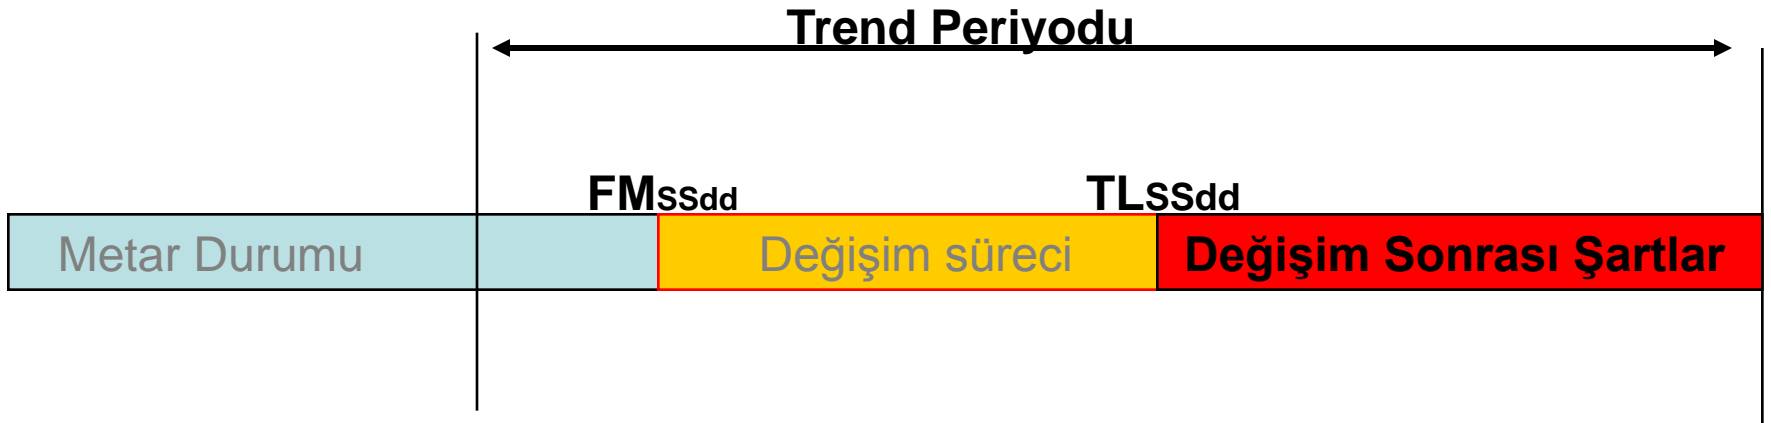 Trend Periyodu
FMSSdd TLSSdd
Metar Durumu Değişim süreci Değişim Sonrası Şartlar